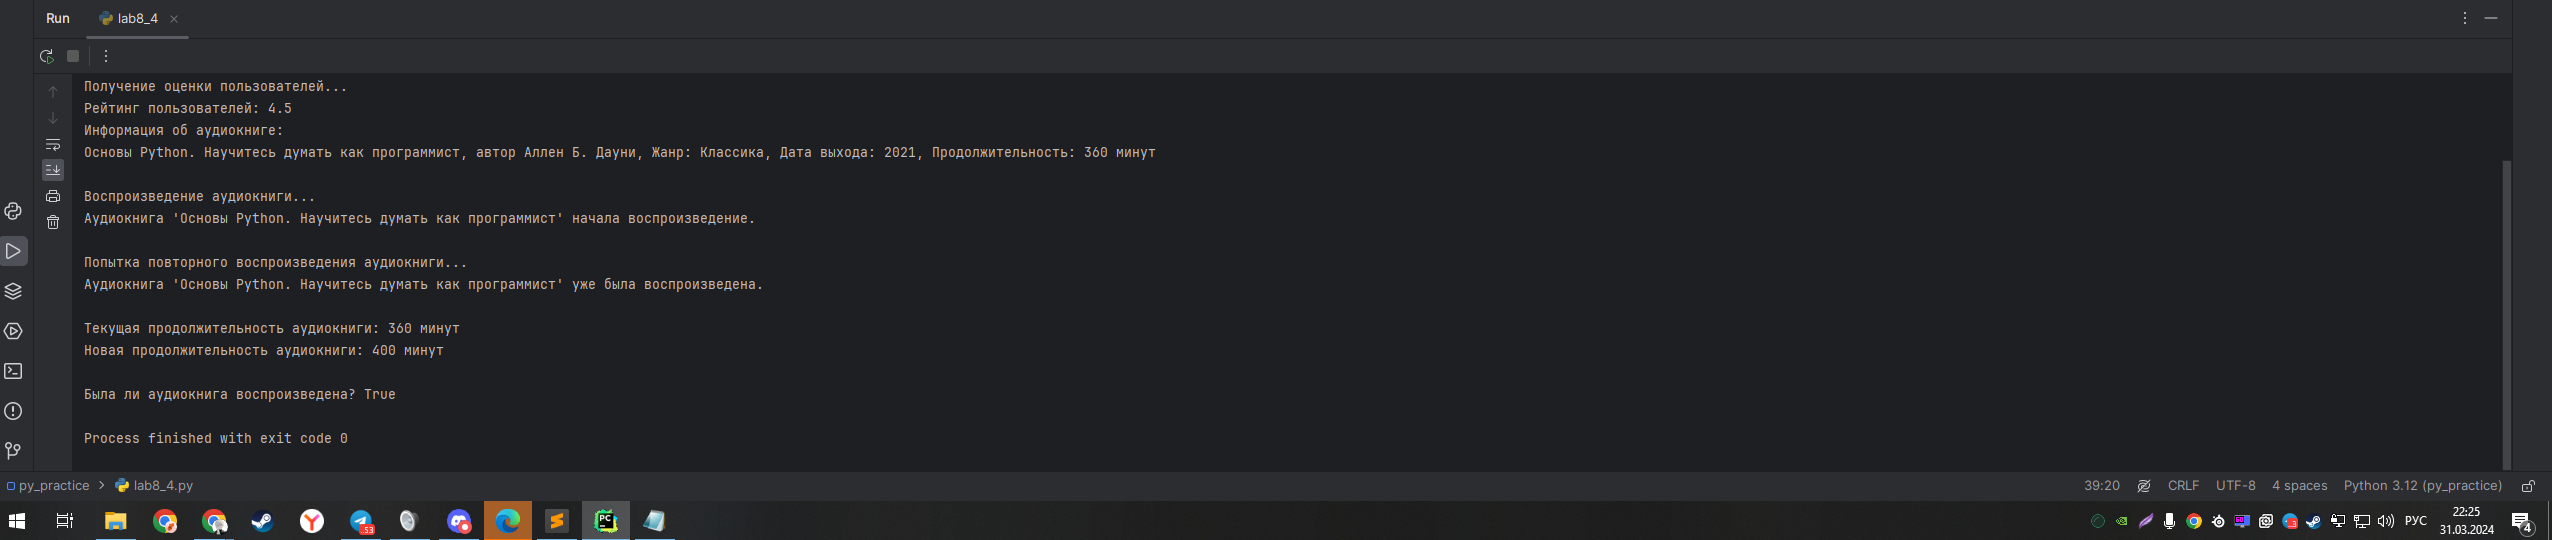 Run lab8_4
Получение оценки пользователей...
Рейтинг пользователей: 4.5
Информация об аудиокниге:
Основы Python. Научитесь думать как программист, автор Аллен Б. Дауни, Жанр: Классика, Дата выхода: 2021, Продолжительность: 360 минут
Воспроизведение аудиокниги...
Аудиокнига 'Основы Python. Научитесь думать как программист' начала воспроизведение.
Попытка повторного воспроизведения аудиокниги...
Аудиокнига 'Основы Python. Научитесь думать как программист' уже была воспроизведена.
Текущая продолжительность аудиокниги: 360 минут
Новая продолжительность аудиокниги: 400 минут
Была ли аудиокнига воспроизведена? True
Process finished with exit code 0
py_practice > lab8_4.py 39:20 CRLF UTF-8 4 spaces Python 3.12 (py_practice)
53 PC РУС 22:25
31.03.2024 4